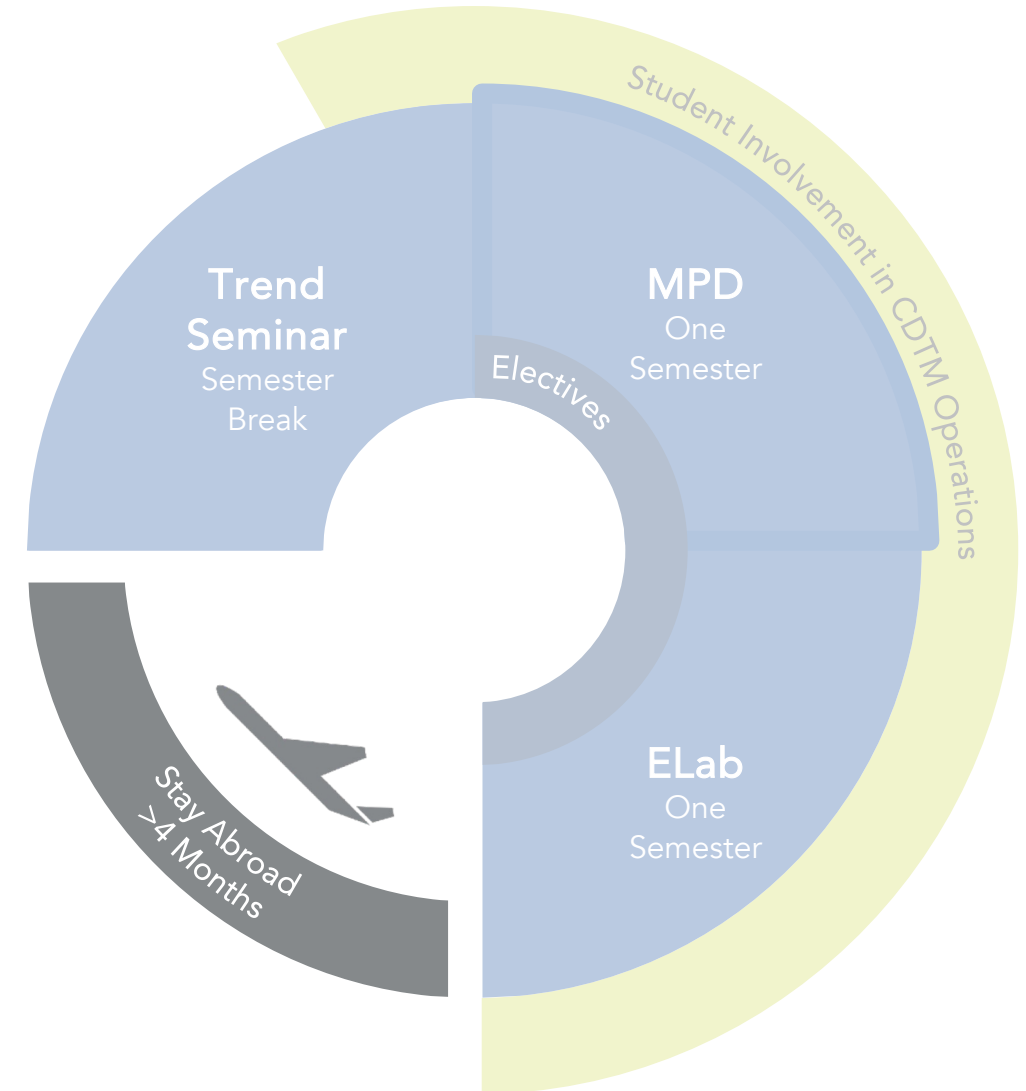 Student Involvement in CDTM Operations
Trend
Seminar
Semester
Break
MPD
One
Semester
Electives
ELab
One
Semester
Stay Abroad
>4 Months